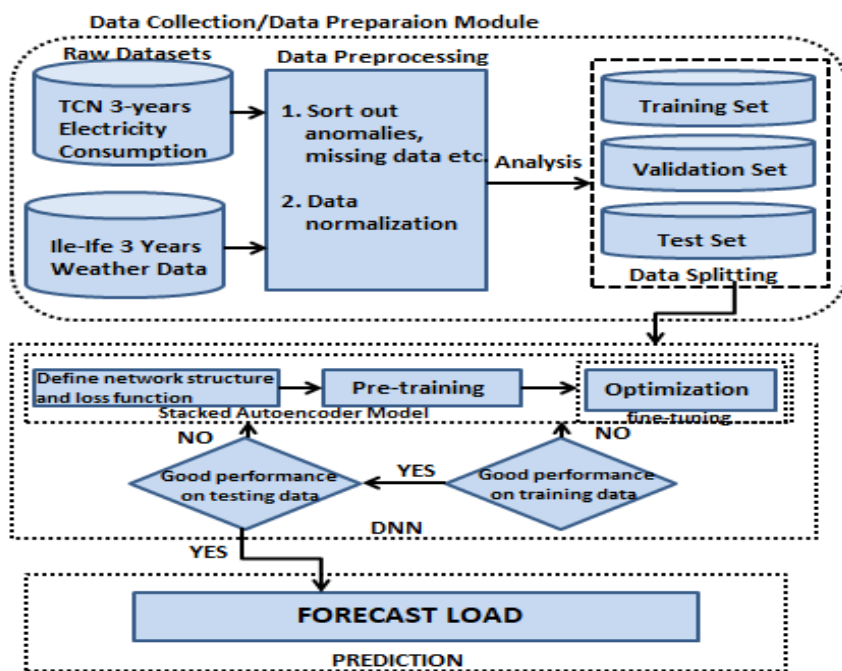 Data Collection/Data Preparaion Module
Raw Datasets
TCN 3-years
Electricity
Consumption
Ile-Ife 3 Years
Weather Data
Data Preprocessing
1. Sort out
anomalies,
missing data etc.
2. Data
normalization
Analysis
Training Set
Validation Set
Test Set
Data Splitting
Define network structure
and loss function
Pre-training
Optimization
Stacked Autoencoder Model
fine-tuning
NO
NO
Good performance
on testing data
YES
Good performance
on training data
DNN
YES
FORECAST LOAD
PREDICTION